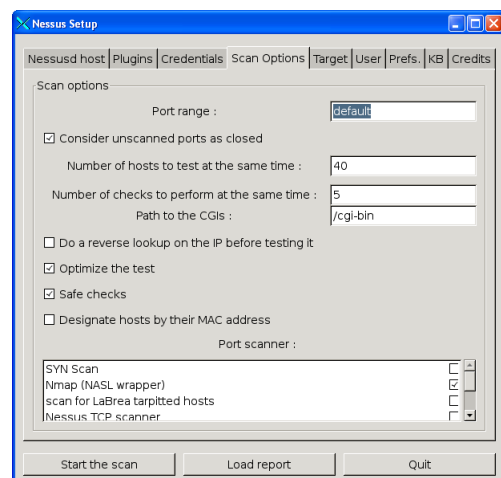 Nessus Setup
Nessusd host Plugins Credentials Scan Options Target User Prefs. KB Credits
Scan options
Port range : default
Consider unscanned ports as closed
Number of hosts to test at the same time : 40
Number of checks to perform at the same time : 5
Path to the CGIs : /cgi-bin
Do a reverse lookup on the IP before testing it
Optimize the test
Safe checks
Designate hosts by their MAC address
Port scanner :
SYN Scan
Nmap (NASL wrapper)
scan for LaBrea tarpitted hosts
Nessus TCP scanner
Start the scan Load report Quit